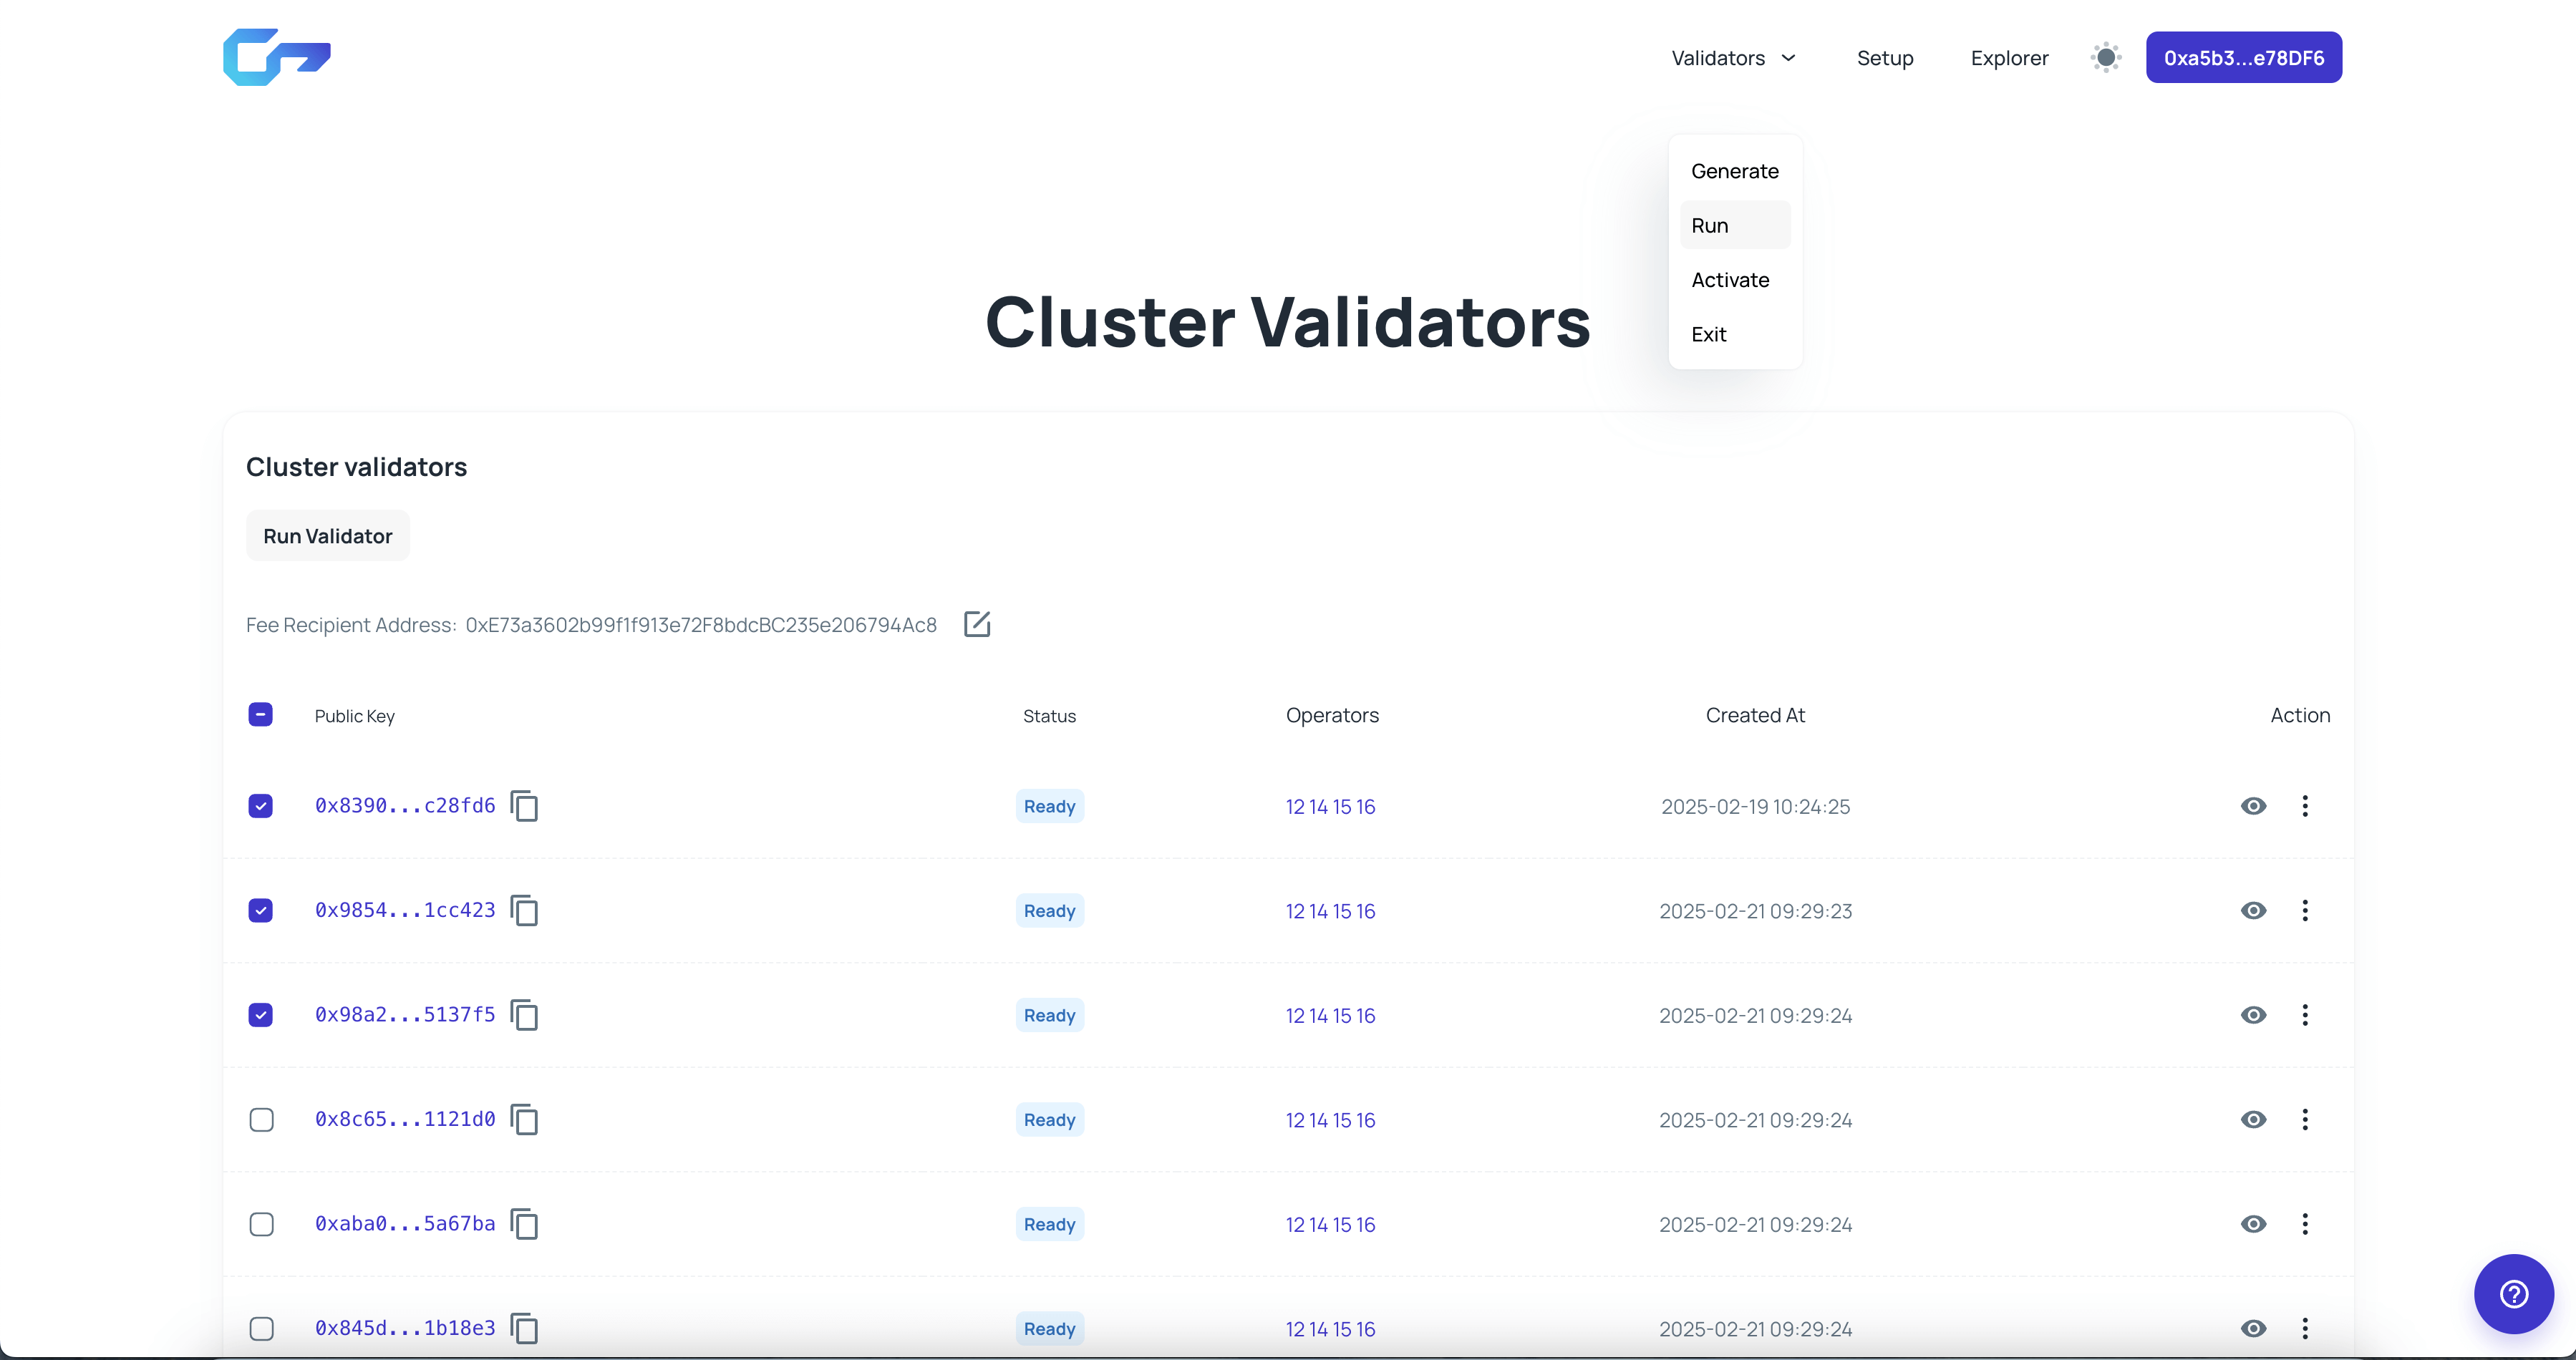 Validators Setup Explorer 0xa5b3...e78DF6
Generate
Run
Activate
Exit
Cluster Validators
Cluster validators
Run Validator
Fee Recipient Address: 0xE73a3602b99f1f913e72F8bdcBC235e206794Ac8
Public Key Status Operators Created At Action
0x8390...c28fd6 Ready 12 14 15 16 2025-02-19 10:24:25
0x9854...1cc423 Ready 12 14 15 16 2025-02-21 09:29:23
0x98a2...5137f5 Ready 12 14 15 16 2025-02-21 09:29:24
0x8c65...1121d0 Ready 12 14 15 16 2025-02-21 09:29:24
0xaba0...5a67ba Ready 12 14 15 16 2025-02-21 09:29:24
0x845d...1b18e3 Ready 12 14 15 16 2025-02-21 09:29:24